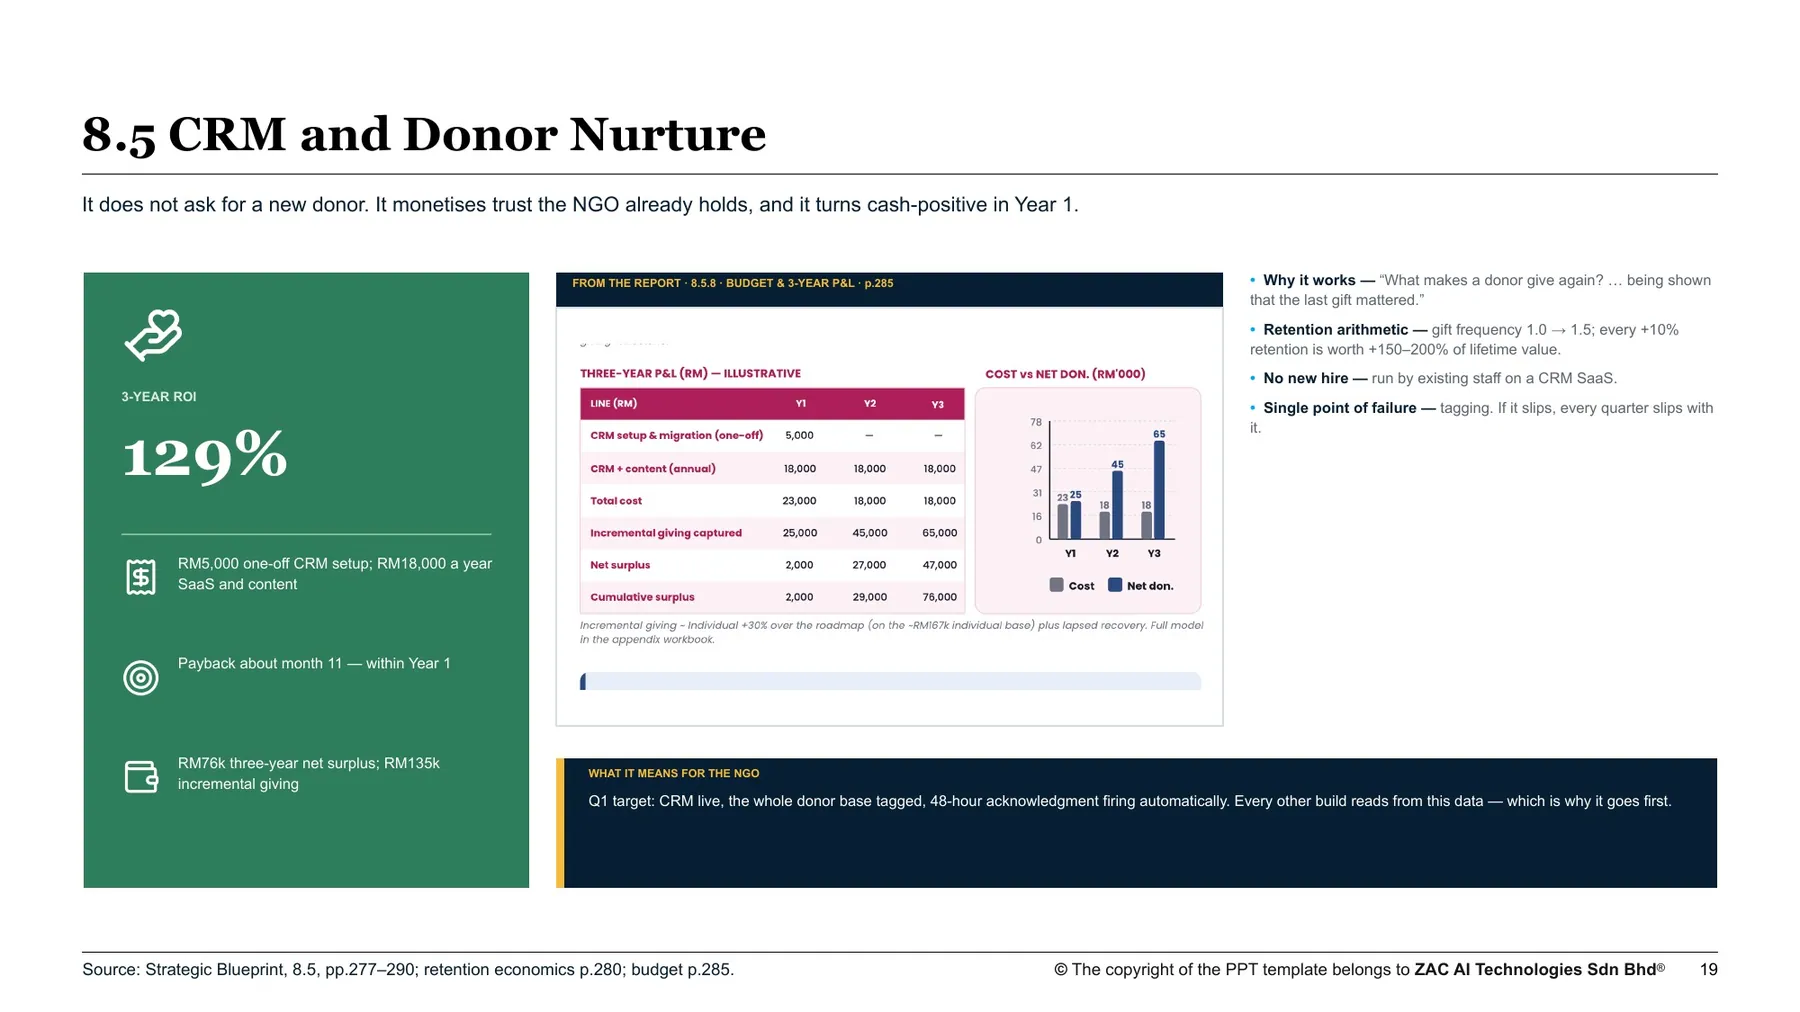 8.5 CRM and Donor Nurture
It does not ask for a new donor. It monetises trust the NGO already holds, and it turns cash-positive in Year 1.
3-YEAR ROI
129%
RM5,000 one-off CRM setup; RM18,000 a year
SaaS and content
Payback about month 11 — within Year 1
RM76k three-year net surplus; RM135k
incremental giving
FROM THE REPORT · 8.5.8 · BUDGET & 3-YEAR P&L · p.285
THREE-YEAR P&L (RM) — ILLUSTRATIVE
LINE (RM) Y1 Y2 Y3
CRM setup & migration (one-off) 5,000 — —
CRM + content (annual) 18,000 18,000 18,000
Total cost 23,000 18,000 18,000
Incremental giving captured 25,000 45,000 65,000
Net surplus 2,000 27,000 47,000
Cumulative surplus 2,000 29,000 76,000
COST vs NET DON. (RM'000)
78
62
47
31
16
0
23 25
18 45
18 65
Y1 Y2 Y3
Cost Net don.
Incremental giving - Individual +30% over the roadmap (on the ~RM167k individual base) plus lapsed recovery. Full model
in the appendix workbook.
• Why it works — “What makes a donor give again? … being shown
that the last gift mattered.”
• Retention arithmetic — gift frequency 1.0 → 1.5; every +10%
retention is worth +150–200% of lifetime value.
• No new hire — run by existing staff on a CRM SaaS.
• Single point of failure — tagging. If it slips, every quarter slips with
it.
WHAT IT MEANS FOR THE NGO
Q1 target: CRM live, the whole donor base tagged, 48-hour acknowledgment firing automatically. Every other build reads from this data — which is why it goes first.
Source: Strategic Blueprint, 8.5, pp.277–290; retention economics p.280; budget p.285.
© The copyright of the PPT template belongs to ZAC AI Technologies Sdn Bhd® 19